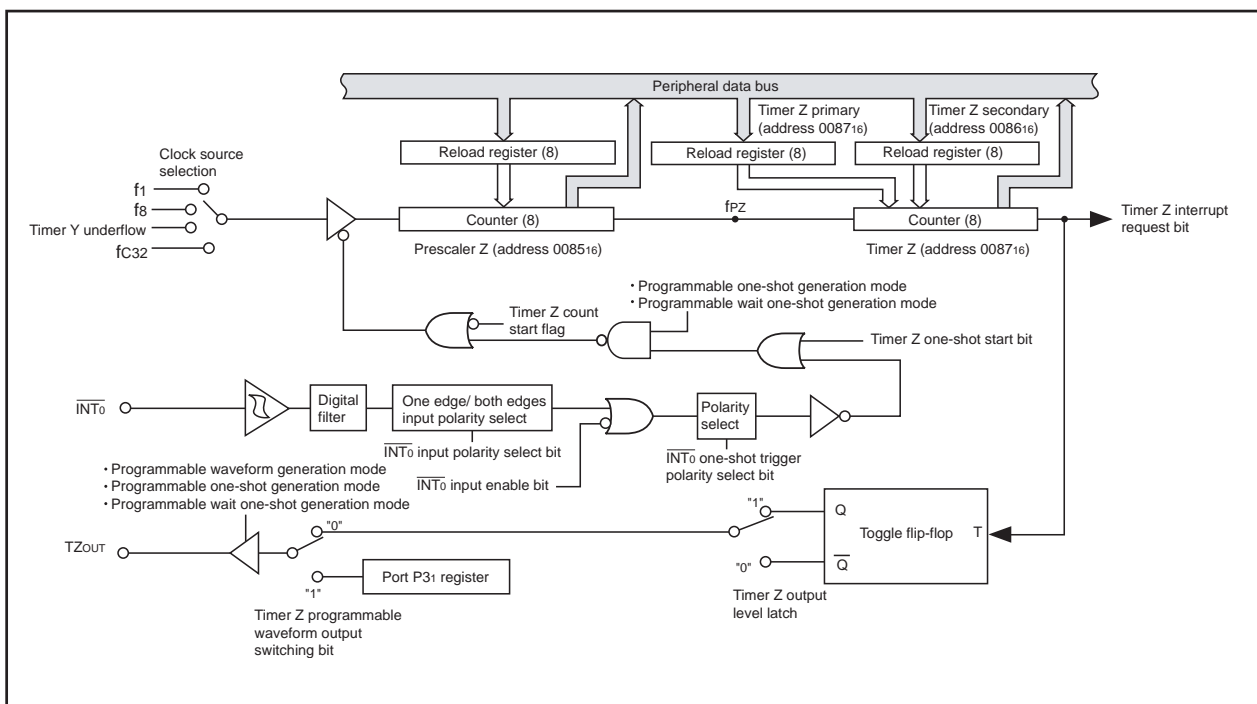 Peripheral data bus
Timer Z primary
(address 008716)
Timer Z secondary
(address 008616)
Reload register (8)
Reload register (8)
Reload register (8)
Clock source
selection
f1
f8
Timer Y underflow
fC32
Counter (8)
fPZ
Counter (8)
Timer Z interrupt
request bit
Prescaler Z (address 008516)
Timer Z (address 008716)
• Programmable one-shot generation mode
• Programmable wait one-shot generation mode
Timer Z count
start flag
Timer Z one-shot start bit
INT0
Digital
filter
One edge/ both edges
input polarity select
Polarity
select
INT0 input polarity select bit
INT0 input enable bit
INT0 one-shot trigger
polarity select bit
• Programmable waveform generation mode
• Programmable one-shot generation mode
• Programmable wait one-shot generation mode
TZOUT
"0"
"1"
Port P31 register
Timer Z programmable
waveform output
switching bit
"1"
"0"
Timer Z output
level latch
Q
Toggle flip-flop
T
Q